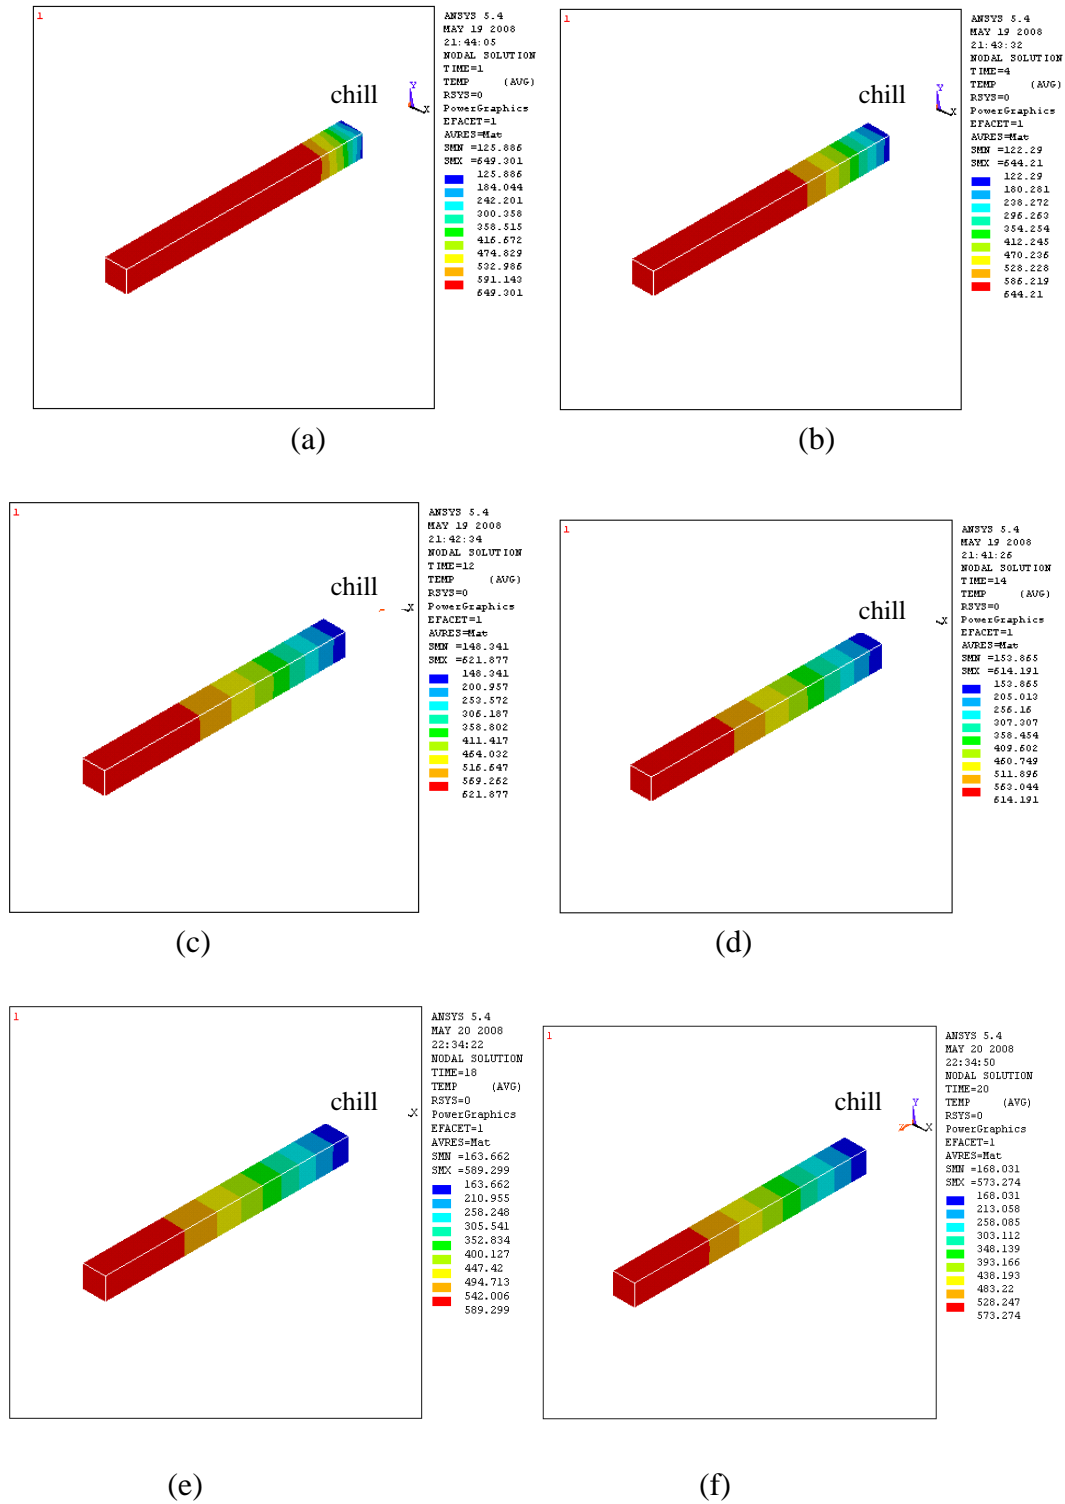 1
ANSYS 5.4
MAY 19 2008
21:44:05
NODAL SOLUTION
TIME=1
TEMP (AVG)
RSYS=0
PowerGraphics
EFACET=1
AVRES=Mat
SMN =125.886
SMX =649.301
125.886
184.044
242.201
300.358
358.515
416.672
474.829
532.986
591.143
649.301
chill
Y
X
(a)
1
ANSYS 5.4
MAY 19 2008
21:43:32
NODAL SOLUTION
TIME=4
TEMP (AVG)
RSYS=0
PowerGraphics
EFACET=1
AVRES=Mat
SMN =122.29
SMX =644.21
122.29
180.281
238.272
296.263
354.254
412.245
470.236
528.228
586.219
644.21
chill
Y
X
(b)
1
ANSYS 5.4
MAY 19 2008
21:42:34
NODAL SOLUTION
TIME=12
TEMP (AVG)
RSYS=0
PowerGraphics
EFACET=1
AVRES=Mat
SMN =148.341
SMX =621.877
148.341
200.957
253.572
306.187
358.802
411.417
464.032
516.647
569.262
621.877
chill
X
(c)
1
ANSYS 5.4
MAY 19 2008
21:41:26
NODAL SOLUTION
TIME=14
TEMP (AVG)
RSYS=0
PowerGraphics
EFACET=1
AVRES=Mat
SMN =153.865
SMX =614.191
153.865
205.013
256.16
307.307
358.454
409.602
460.749
511.896
563.044
614.191
chill
X
(d)
1
ANSYS 5.4
MAY 20 2008
22:34:22
NODAL SOLUTION
TIME=18
TEMP (AVG)
RSYS=0
PowerGraphics
EFACET=1
AVRES=Mat
SMN =163.662
SMX =589.299
163.662
210.955
258.248
305.541
352.834
400.127
447.42
494.713
542.006
589.299
chill
X
(e)
1
ANSYS 5.4
MAY 20 2008
22:34:50
NODAL SOLUTION
TIME=20
TEMP (AVG)
RSYS=0
PowerGraphics
EFACET=1
AVRES=Mat
SMN =168.031
SMX =573.274
168.031
213.058
258.085
303.112
348.139
393.166
438.193
483.22
528.247
573.274
chill
Y
Z
X
(f)